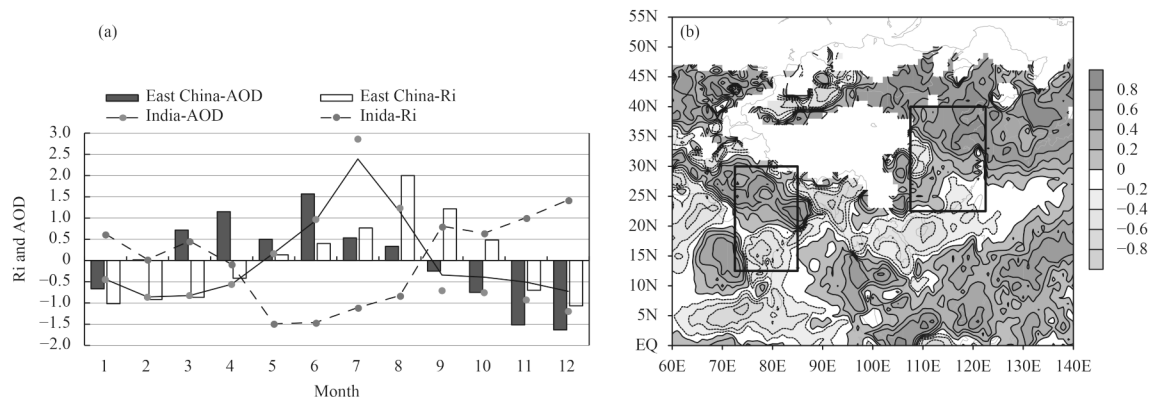 (a)
East China-AOD East China-Ri
India-AOD Inida-Ri
3.0
2.5
2.0
1.5
1.0
0.5
0
−0.5
−1.0
−1.5
−2.0
Ri and AOD
1 2 3 4 5 6 7 8 9 10 11 12
Month
(b)
55N
50N
45N
40N
35N
30N
25N
20N
15N
10N
5N
EQ
60E 70E 80E 90E 100E 110E 120E 130E 140E
0.8
0.6
0.4
0.2
0
−0.2
−0.4
−0.6
−0.8